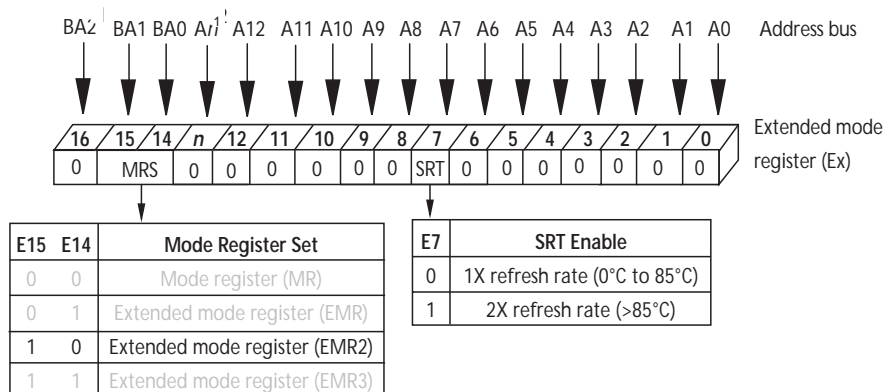 BA2 BA1 BA0 An A12 A11 A10 A9 A8 A7 A6 A5 A4 A3 A2 A1 A0 Address bus
1 2
16 15 14 n 12 11 10 9 8 7 6 5 4 3 2 1 0 Extended mode
register (Ex)
0 MRS 0 0 0 0 0 0 SRT 0 0 0 0 0 0 0
E15 E14 Mode Register Set
0 0 Mode register (MR)
0 1 Extended mode register (EMR)
1 0 Extended mode register (EMR2)
1 1 Extended mode register (EMR3)
E7 SRT Enable
0 1X refresh rate (0°C to 85°C)
1 2X refresh rate (>85°C)